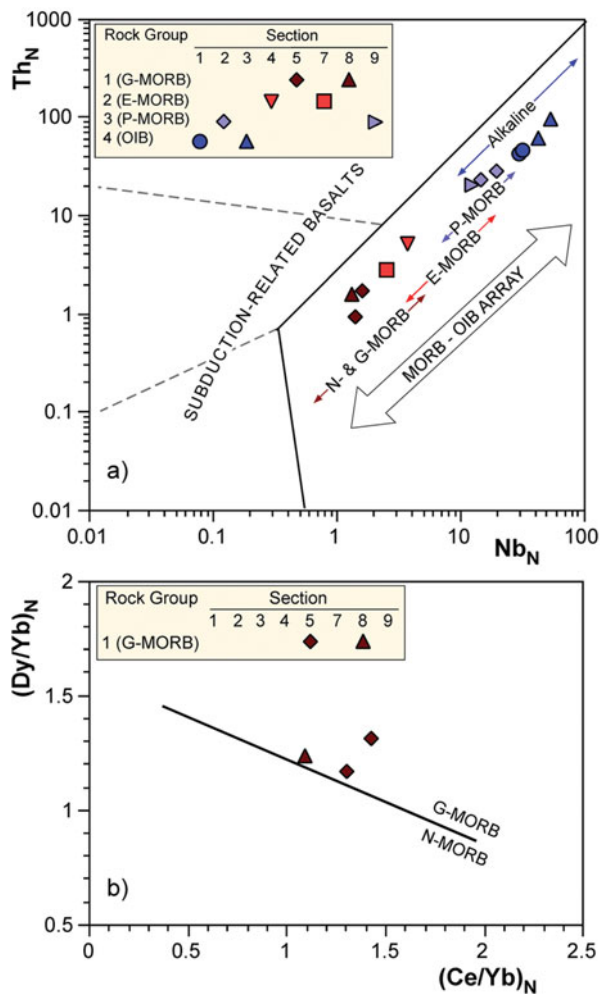 1000
100
10
1
0.1
0.01
Th_N
Rock Group Section
1 2 3 4 5 7 8 9
1 (G-MORB)
2 (E-MORB)
3 (P-MORB)
4 (OIB)
SUBDUCTION-RELATED BASALTS
Alkaline
P-MORB
E-MORB
N- & G-MORB
MORB - OIB ARRAY
a)
0.01 0.1 1 10 100
Nb_N
2
1.5
1
0.5
(Dy/Yb)_N
Rock Group Section
1 2 3 4 5 7 8 9
1 (G-MORB)
G-MORB
N-MORB
b)
0 0.5 1 1.5 2 2.5
(Ce/Yb)_N